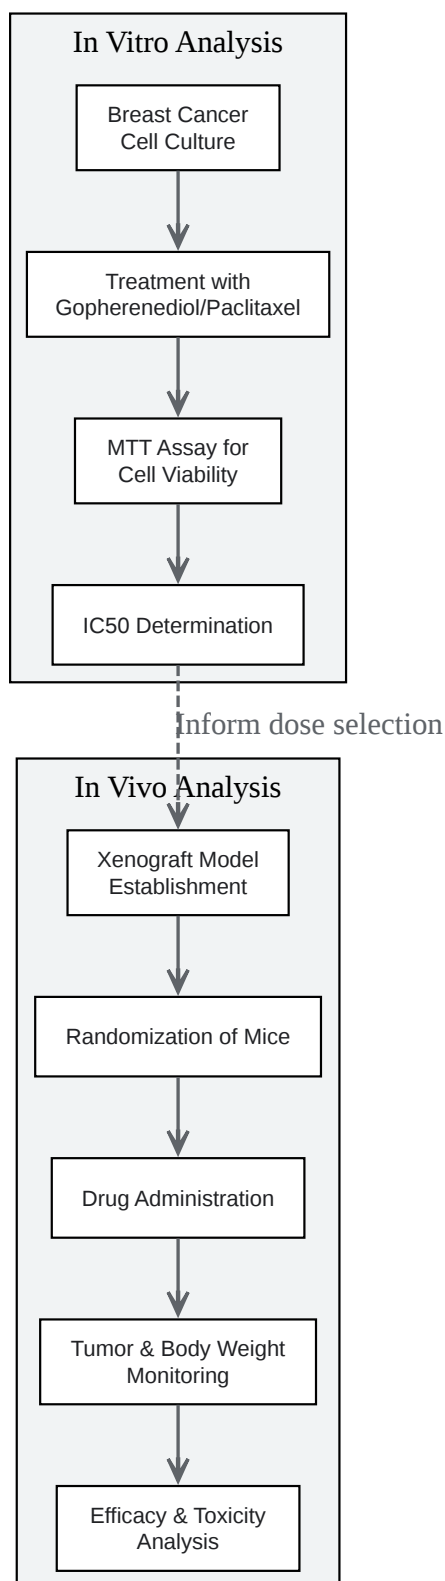 In Vitro Analysis
Breast Cancer
Cell Culture
Treatment with
Gopherenediol/Paclitaxel
MTT Assay for
Cell Viability
IC50 Determination
Inform dose selection
In Vivo Analysis
Xenograft Model
Establishment
Randomization of Mice
Drug Administration
Tumor & Body Weight
Monitoring
Efficacy & Toxicity
Analysis